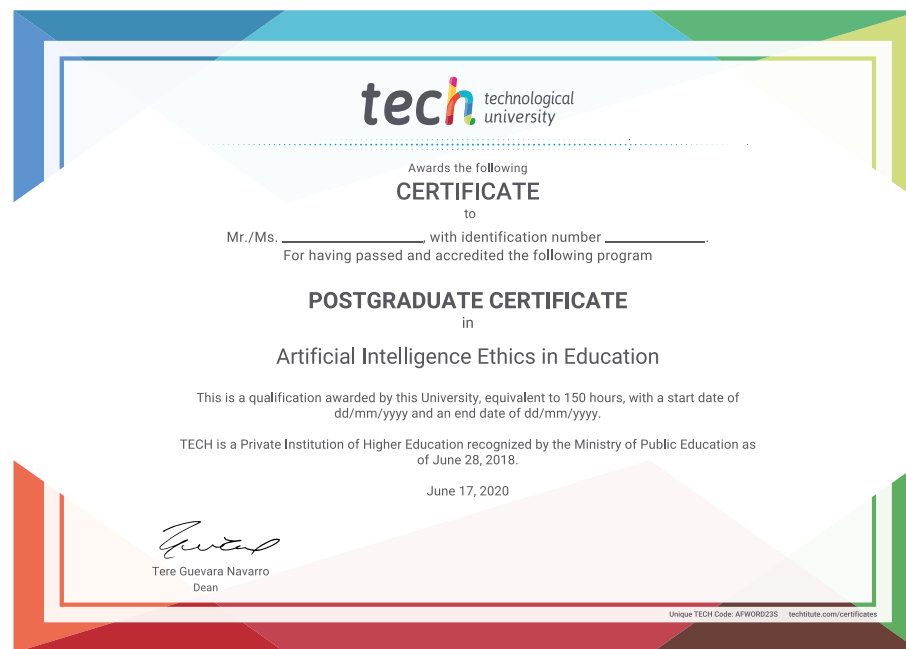 tech technological
university
Awards the following
CERTIFICATE
to
Mr./Ms. ____________________, with identification number ______________.
For having passed and accredited the following program
POSTGRADUATE CERTIFICATE
in
Artificial Intelligence Ethics in Education
This is a qualification awarded by this University, equivalent to 150 hours, with a start date of
dd/mm/yyyy and an end date of dd/mm/yyyy.
TECH is a Private Institution of Higher Education recognized by the Ministry of Public Education as
of June 28, 2018.
June 17, 2020
Tere Guevara Navarro
Dean
Unique TECH Code: AFWORD23S techtitute.com/certificates